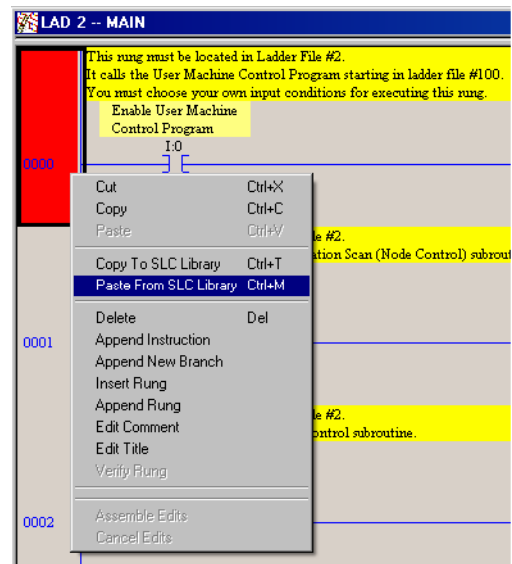 LAD 2 -- MAIN
This rung must be located in Ladder File #2.
It calls the User Machine Control Program starting in ladder file #100.
You must choose your own input conditions for executing this rung.
Enable User Machine
Control Program
I:0
0000
Cut Ctrl+X
Copy Ctrl+C
Paste Ctrl+V
le #2.
Copy To SLC Library Ctrl+T
ation Scan (Node Control) subrout
Paste From SLC Library Ctrl+M
Delete Del
Append Instruction
0001
Append New Branch
Insert Rung
Append Rung
le #2.
Edit Comment
ontrol subroutine.
Edit Title
Verify Rung
Assemble Edits
0002
Cancel Edits